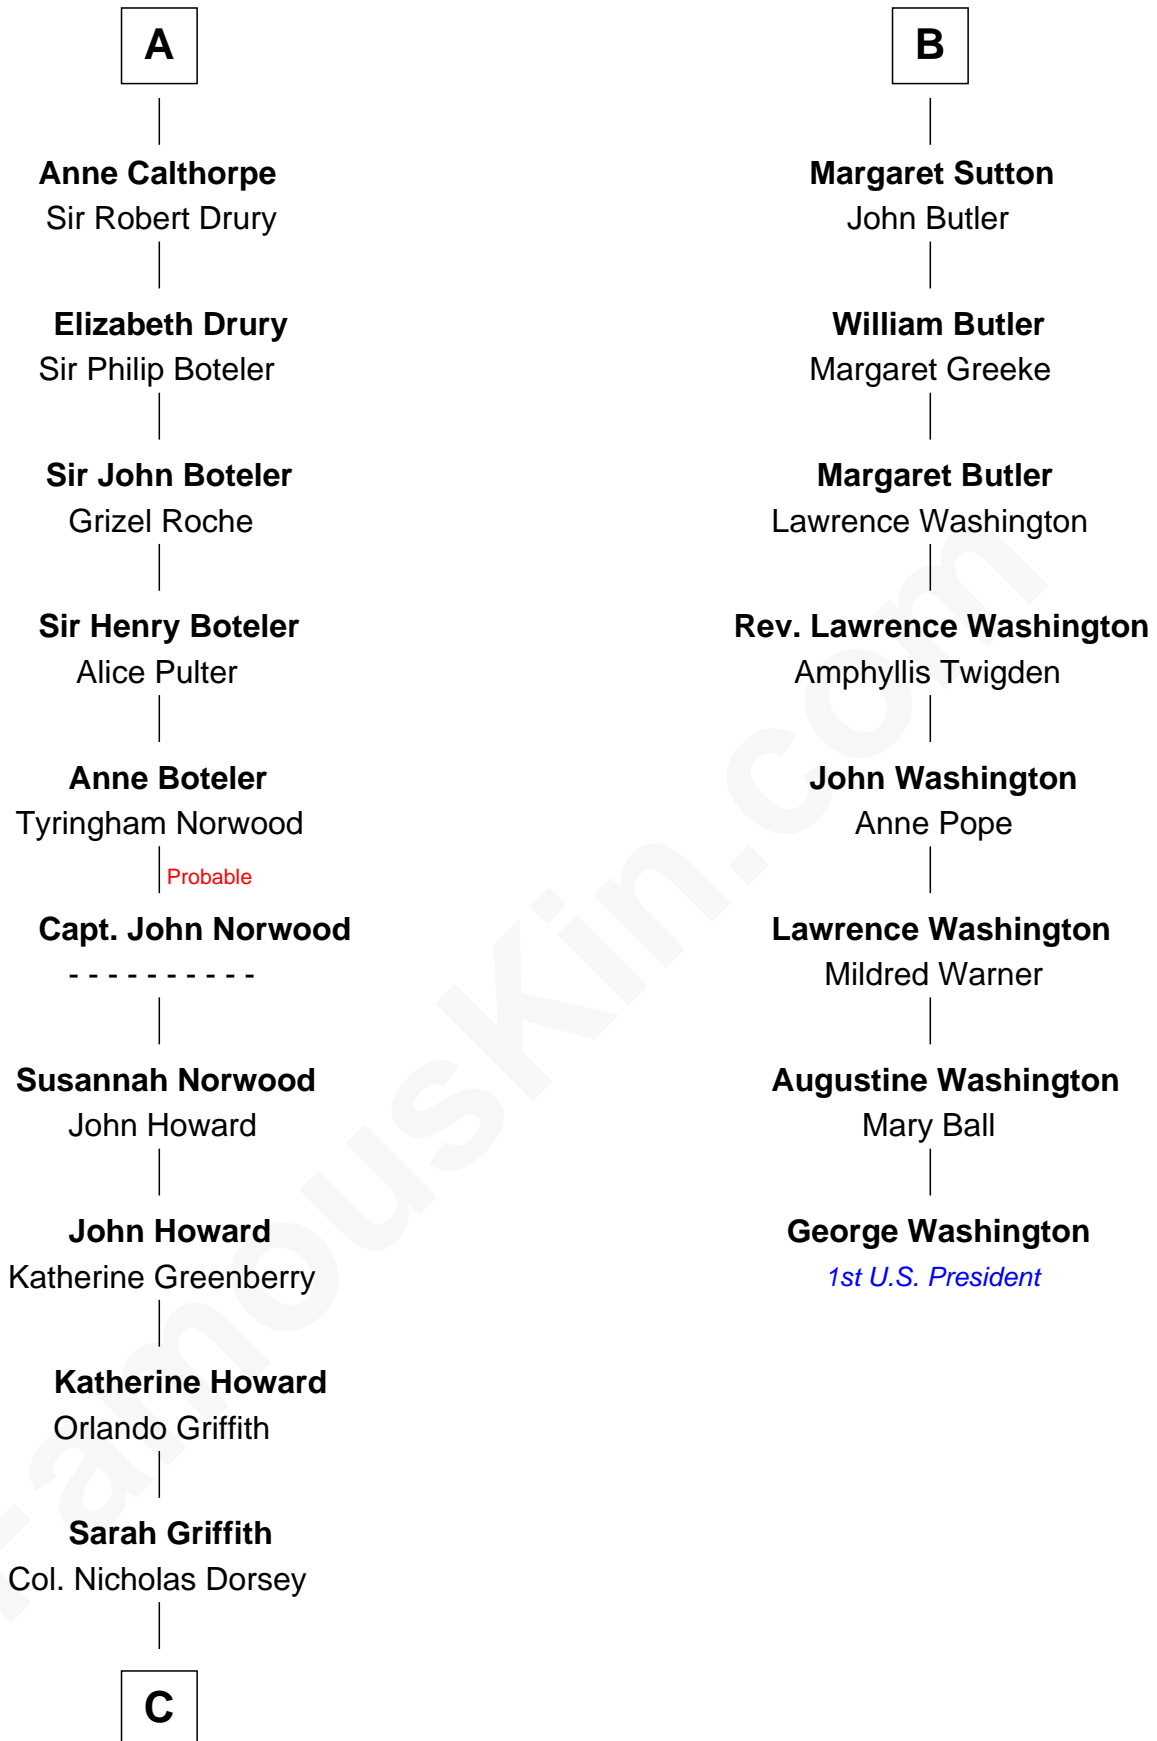 A
Anne Calthorpe
Sir Robert Drury
Elizabeth Drury
Sir Philip Boteler
Sir John Boteler
Grizel Roche
Sir Henry Boteler
Alice Pulter
Anne Boteler
Tyringham Norwood
Probable
Capt. John Norwood
- - - - - - - - - -
Susannah Norwood
John Howard
John Howard
Katherine Greenberry
Katherine Howard
Orlando Griffith
Sarah Griffith
Col. Nicholas Dorsey
C
B
Margaret Sutton
John Butler
William Butler
Margaret Greeke
Margaret Butler
Lawrence Washington
Rev. Lawrence Washington
Amphyllis Twigden
John Washington
Anne Pope
Lawrence Washington
Mildred Warner
Augustine Washington
Mary Ball
George Washington
1st U.S. President
FamousKin.com